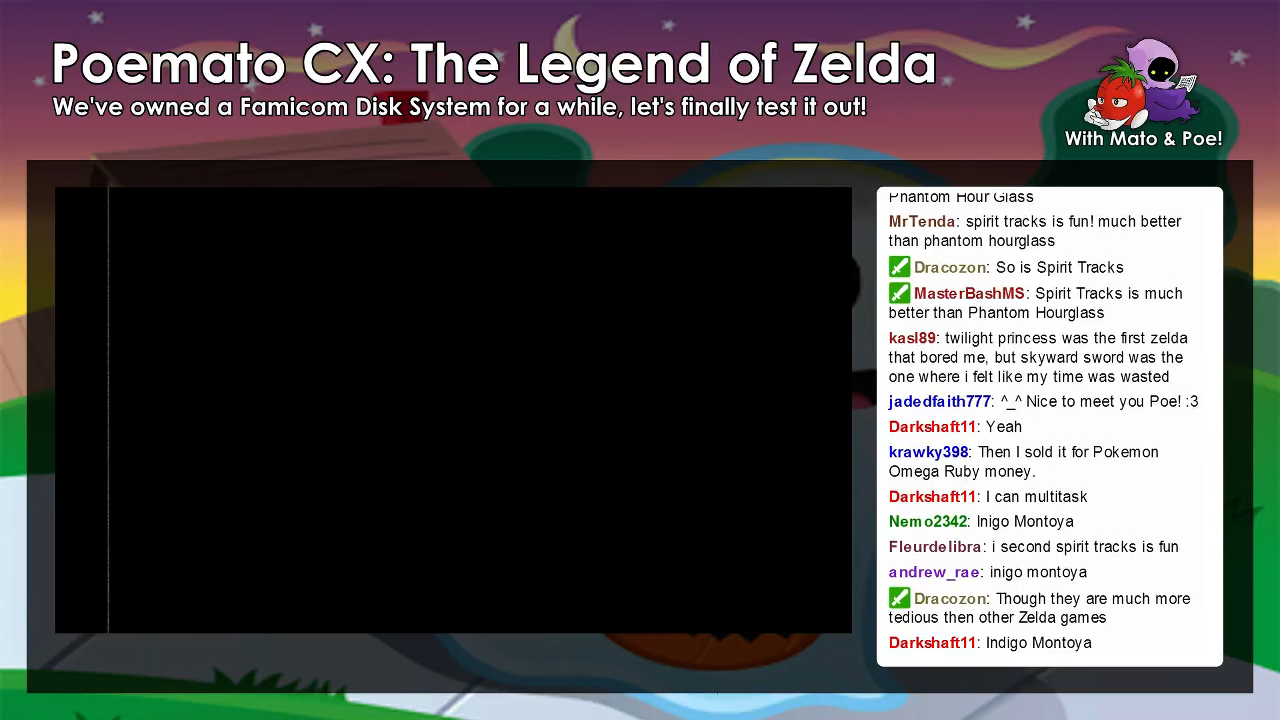 Poemato CX: The Legend of Zelda
We've owned a Famicom Disk System for a while, let's finally test it out!
With Mato & Poe!
Phantom Hour Glass
MrTenda: spirit tracks is fun! much better
than phantom hourglass
Dracozon: So is Spirit Tracks
MasterBashMS: Spirit Tracks is much
better than Phantom Hourglass
kasl89: twilight princess was the first zelda
that bored me, but skyward sword was the
one where i felt like my time was wasted
jadedfaith777: ^_^ Nice to meet you Poe! :3
Darkshaft11: Yeah
krawky398: Then I sold it for Pokemon
Omega Ruby money.
Darkshaft11: I can multitask
Nemo2342: Inigo Montoya
Fleurdelibra: i second spirit tracks is fun
andrew_rae: inigo montoya
Dracozon: Though they are much more
tedious then other Zelda games
Darkshaft11: Indigo Montoya